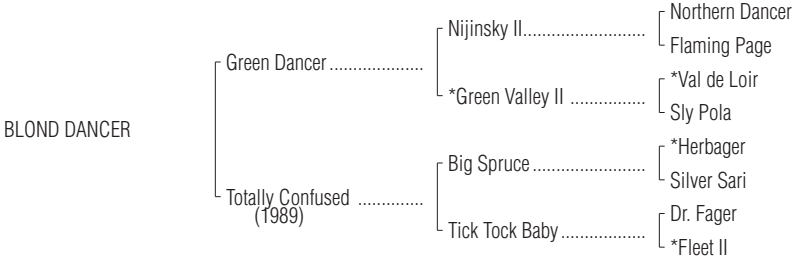 Northern Dancer
Nijinsky II..........................
Flaming Page
Green Dancer ....................
*Val de Loir
*Green Valley II ................
Sly Pola
BLOND DANCER
*Herbager
Big Spruce ........................
Silver Sari
Totally Confused ..............
(1989)
Dr. Fager
Tick Tock Baby..................
*Fleet II